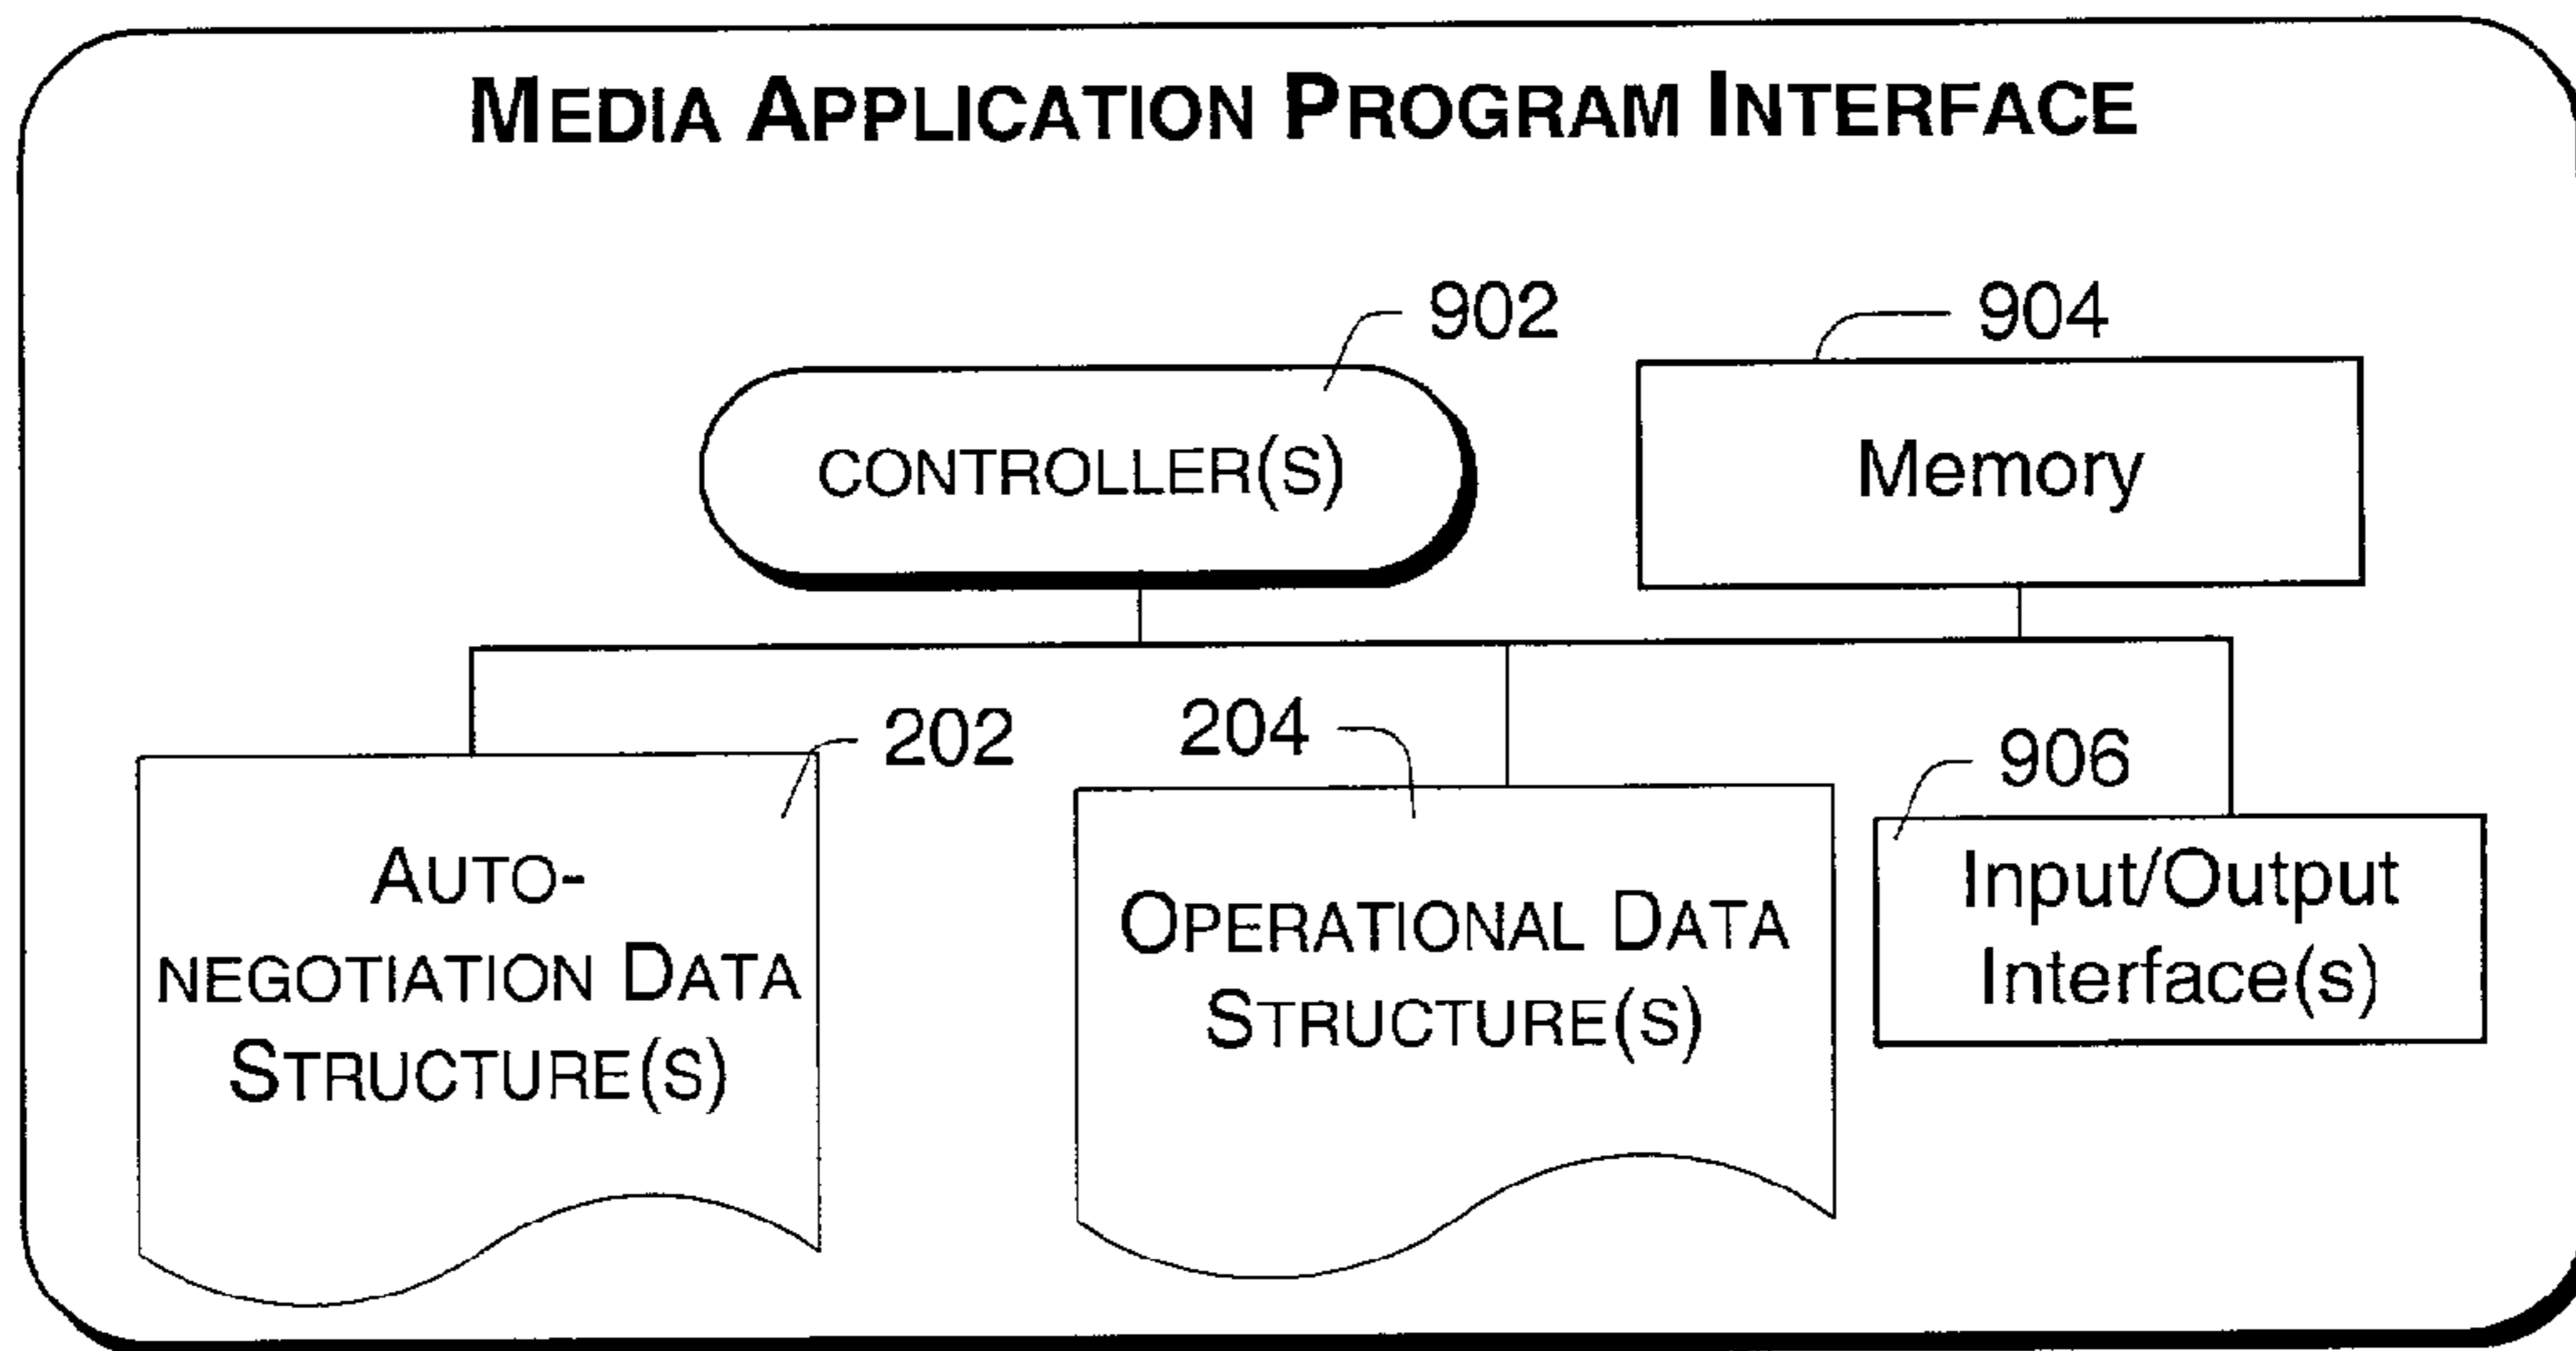 MEDIA APPLICATION PROGRAM INTERFACE
902
904
CONTROLLER(S)
Memory
202
204
906
AUTO-
NEGOTIATION DATA
STRUCTURE(S)
OPERATIONAL DATA
STRUCTURE(S)
Input/Output
Interface(s)